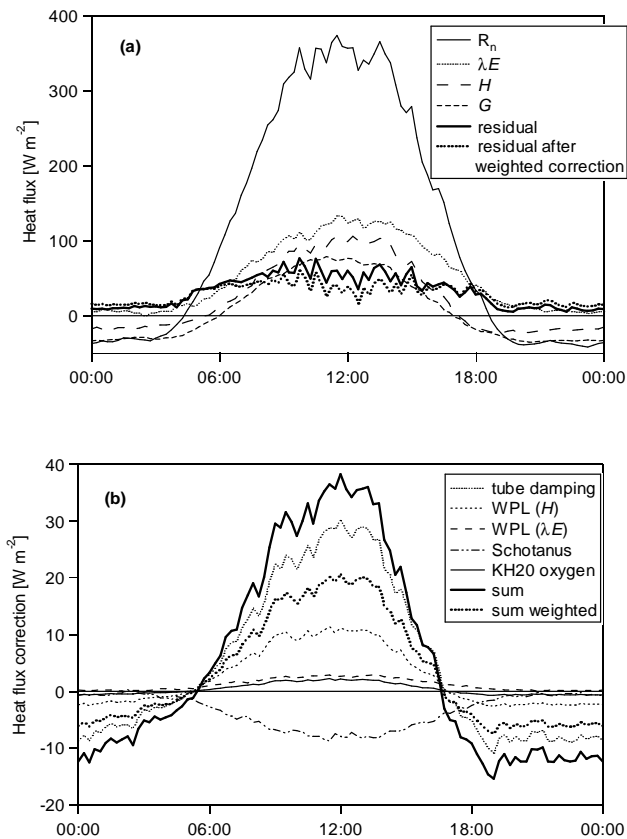 (a)
400
300
200
100
0
Heat flux [W m⁻²]
Rₙ
λE
H
G
residual
residual after
weighted correction
00:00 06:00 12:00 18:00 00:00
(b)
40
30
20
10
0
-10
-20
Heat flux correction [W m⁻²]
tube damping
WPL (H)
WPL (λE)
Schotanus
KH20 oxygen
sum
sum weighted
00:00 06:00 12:00 18:00 00:00